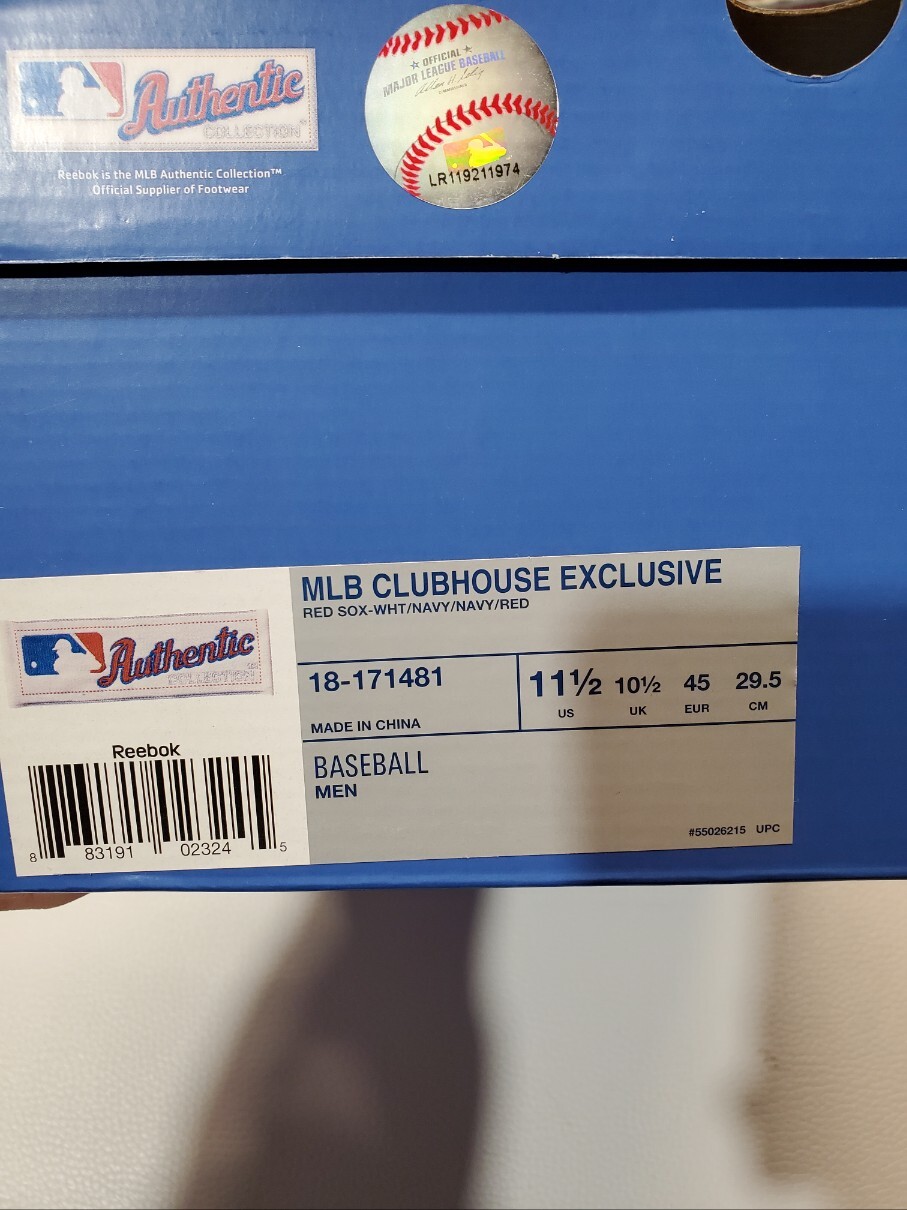 Authentic
COLLECTION™
Reebok is the MLB Authentic Collection™
Official Supplier of Footwear
OFFICIAL
MAJOR LEAGUE BASEBALL
LR119211974
MLB CLUBHOUSE EXCLUSIVE
RED SOX-WHT/NAVY/NAVY/RED
Authentic
COLLECTION
18-171481
MADE IN CHINA
11½ 10½ 45 29.5
US UK EUR CM
Reebok
8 83191 02324 5
BASEBALL
MEN
#55026215 UPC